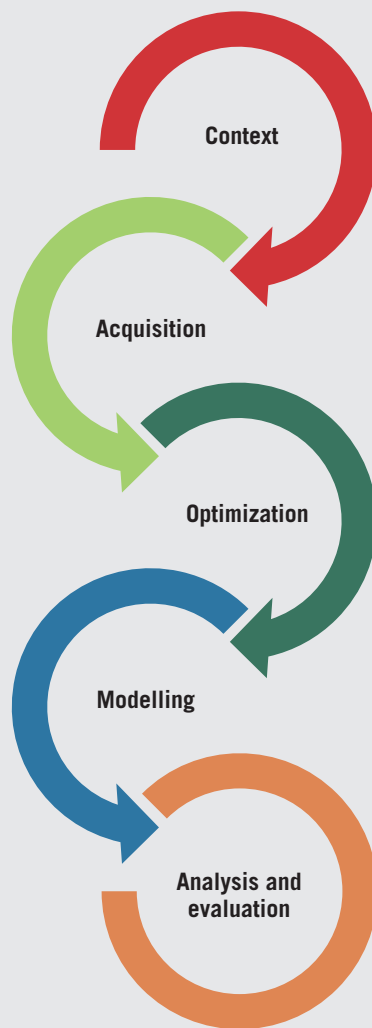 Context
Acquisition
Optimization
Modelling
Analysis and
evaluation